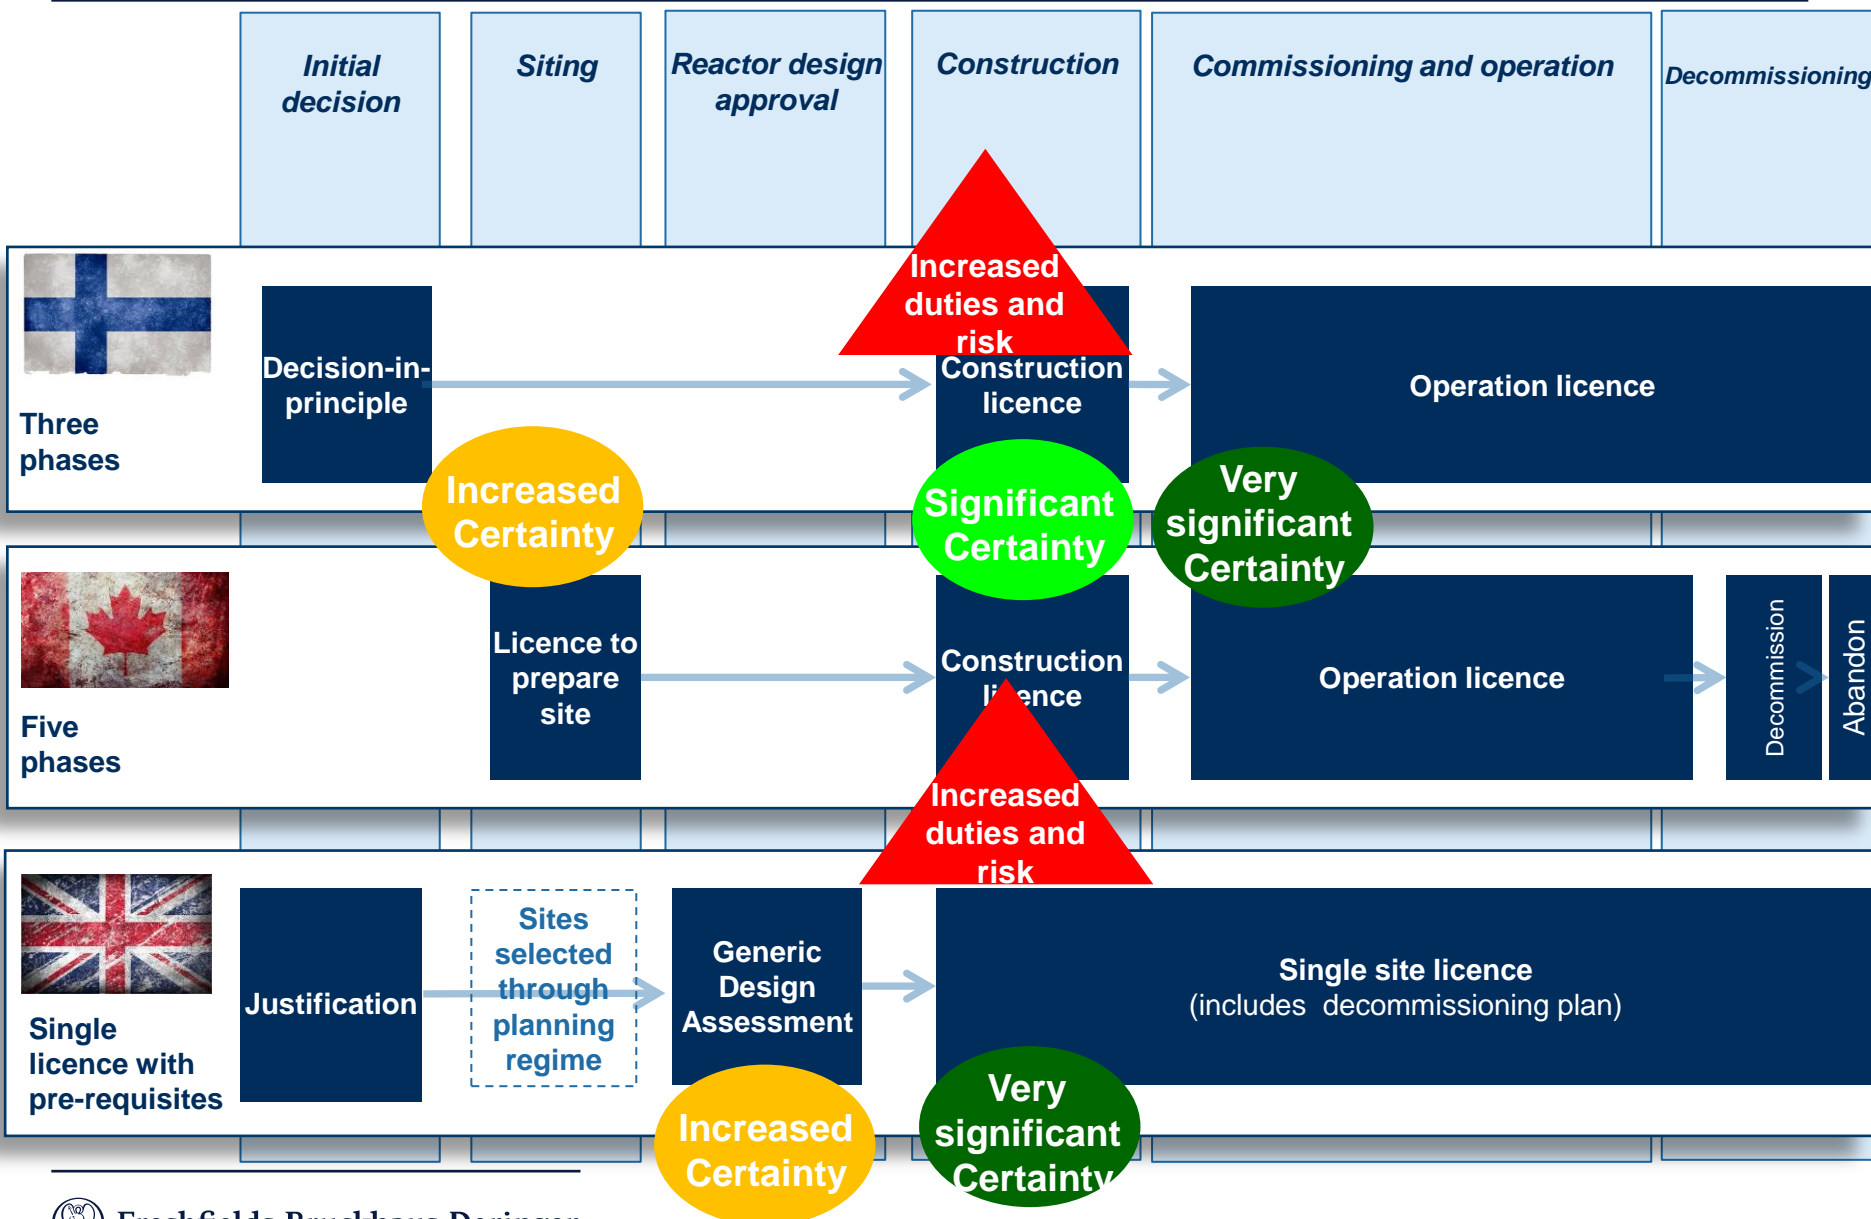 Initial
decision
Siting
Reactor design
approval
Construction
Commissioning and operation
Decommissioning
Increased
duties and
risk
Three
phases
Decision-in-
principle
Construction
licence
Operation licence
Increased
Certainty
Significant
Certainty
Very
significant
Certainty
Five
phases
Licence to
prepare
site
Construction
licence
Operation licence
Decommission
Abandon
Increased
duties and
risk
Single
licence with
pre-requisites
Justification
Sites
selected
through
planning
regime
Generic
Design
Assessment
Single site licence
(includes decommissioning plan)
Increased
Certainty
Very
significant
Certainty
Freshfields Bruckhaus Deringer